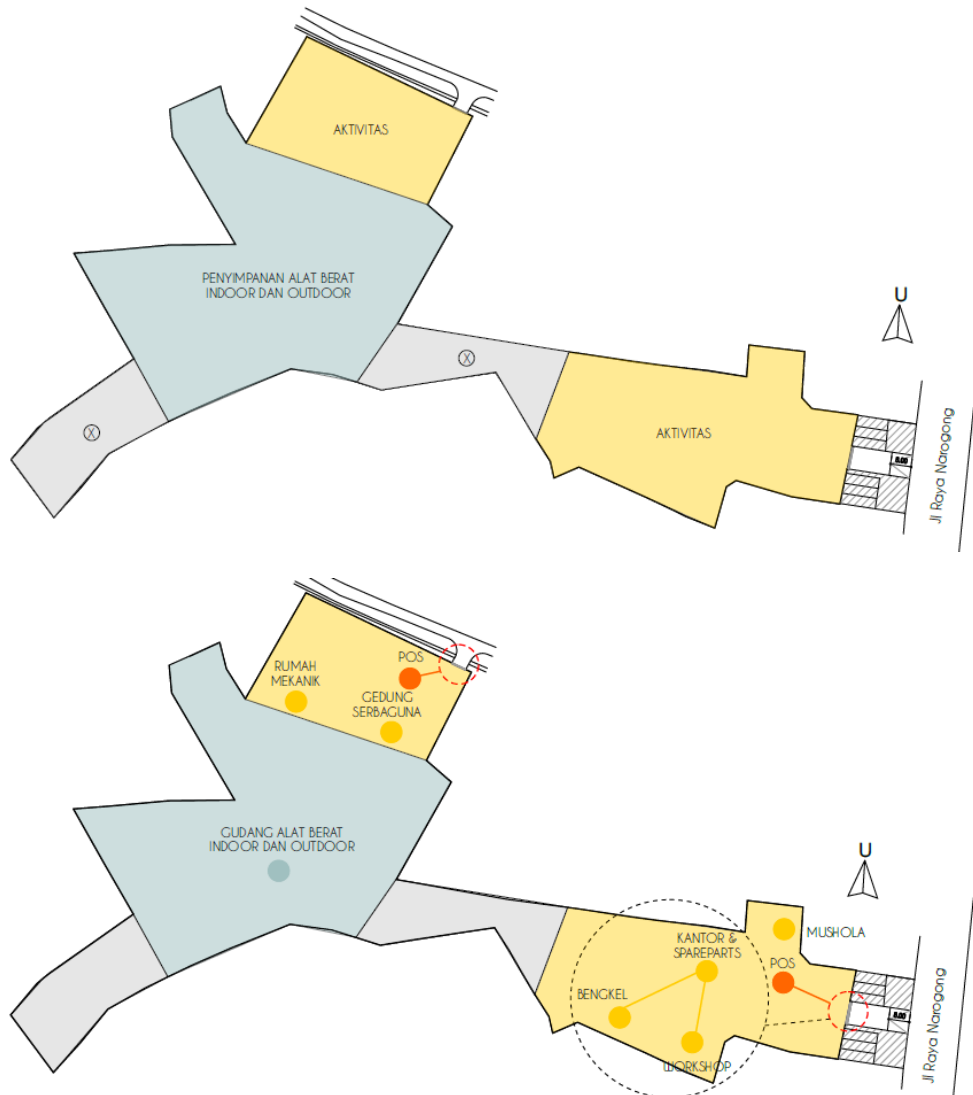 AKTIVITAS
PENYIMPANAN ALAT BERAT
INDOOR DAN OUTDOOR
U
X
X
AKTIVITAS
Jl Raya Narogong
POS
RUMAH
MEKANIK
GEDUNG
SERBAGUNA
GUDANG ALAT BERAT
INDOOR DAN OUTDOOR
U
KANTOR &
SPAREPARTS
MUSHOLA
POS
BENGKEL
WORKSHOP
Jl Raya Narogong